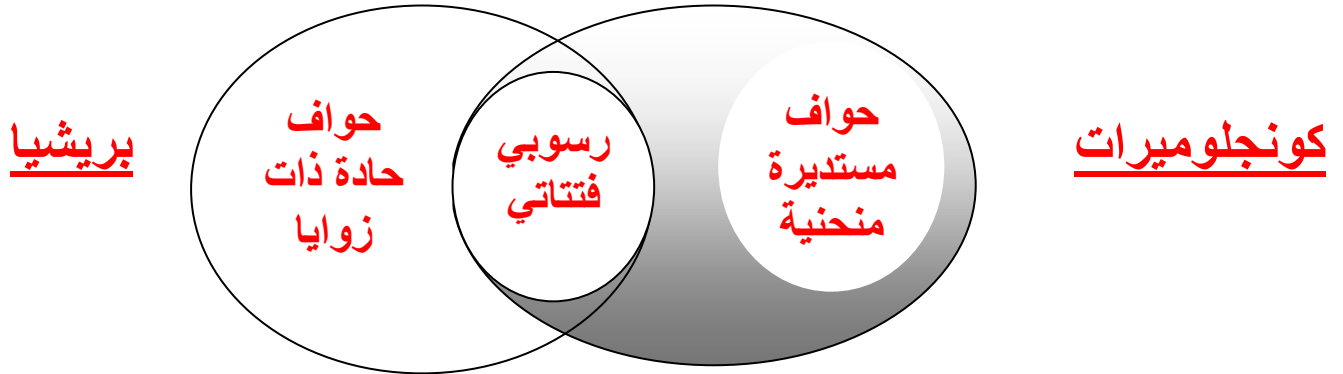 كونجلوميرات
حواف
مستديرة
منحنية
رسوبي
فتتاتي
حواف
حادة ذات
زوايا
بريشيا